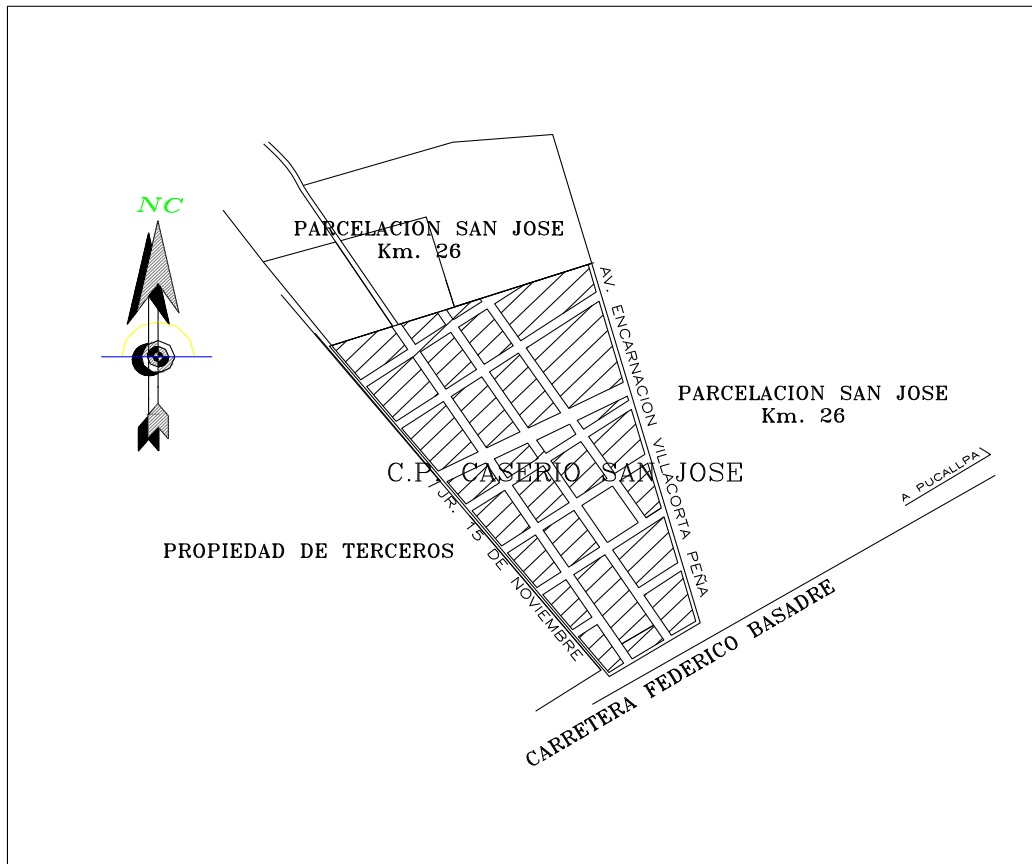 NC
PARCELACION SAN JOSE
Km. 26
AV. ENCARNACION VILLACORTA PEÑA
PARCELACION SAN JOSE
Km. 26
C.P. CASERIO SAN JOSE
A PUCALLPA
JR. 15 DE NOVIEMBRE
PROPIEDAD DE TERCEROS
CARRETERA FEDERICO BASADRE